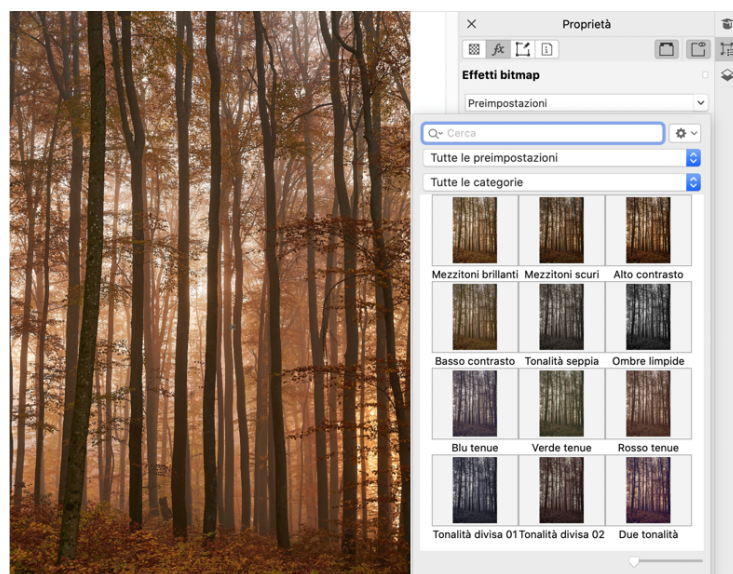 Proprietà
Effetti bitmap
Preimpostazioni
Cerca
Tutte le preimpostazioni
Tutte le categorie
Mezzitoni brillanti Mezzitoni scuri Alto contrasto
Basso contrasto Tonalità seppia Ombre limpide
Blu tenue Verde tenue Rosso tenue
Tonalità divisa 01 Tonalità divisa 02 Due tonalità